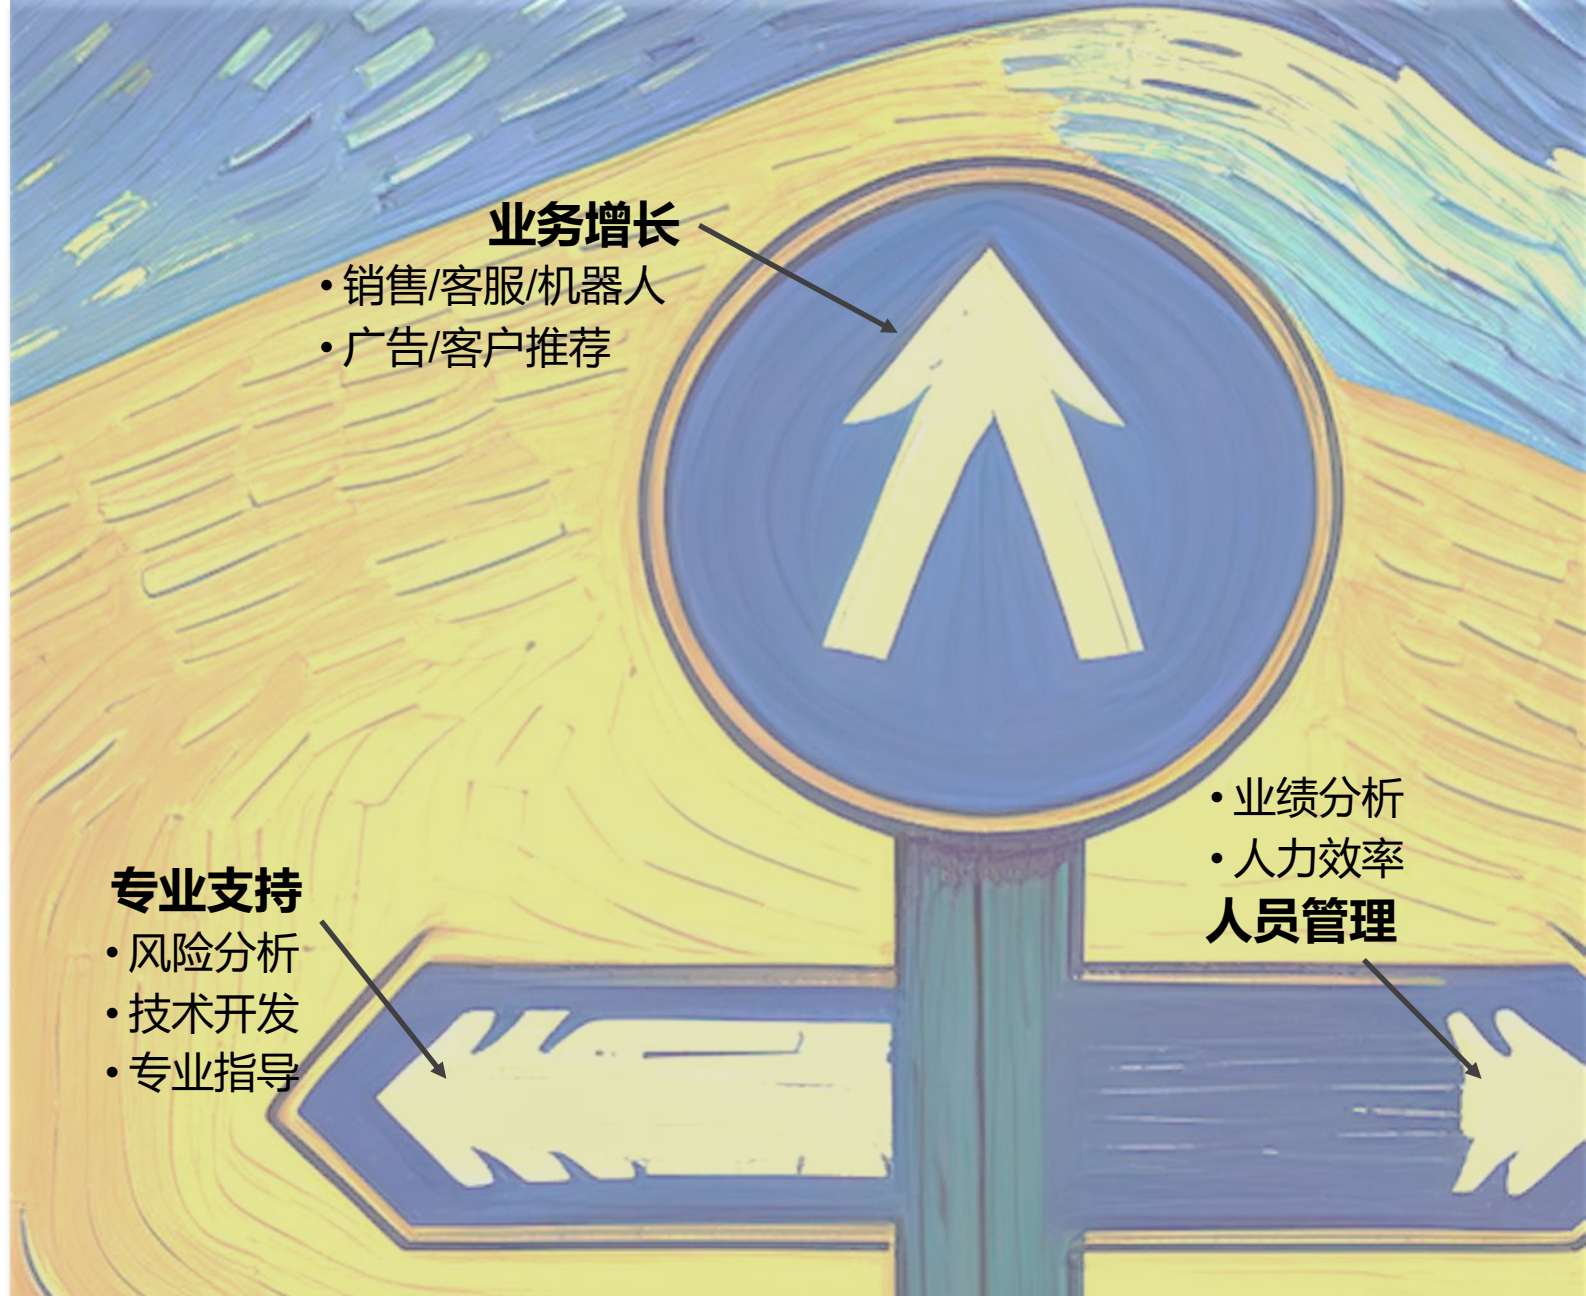 业务增长
• 销售/客服/机器人
• 广告/客户推荐
• 业绩分析
• 人力效率
人员管理
专业支持
• 风险分析
• 技术开发
• 专业指导